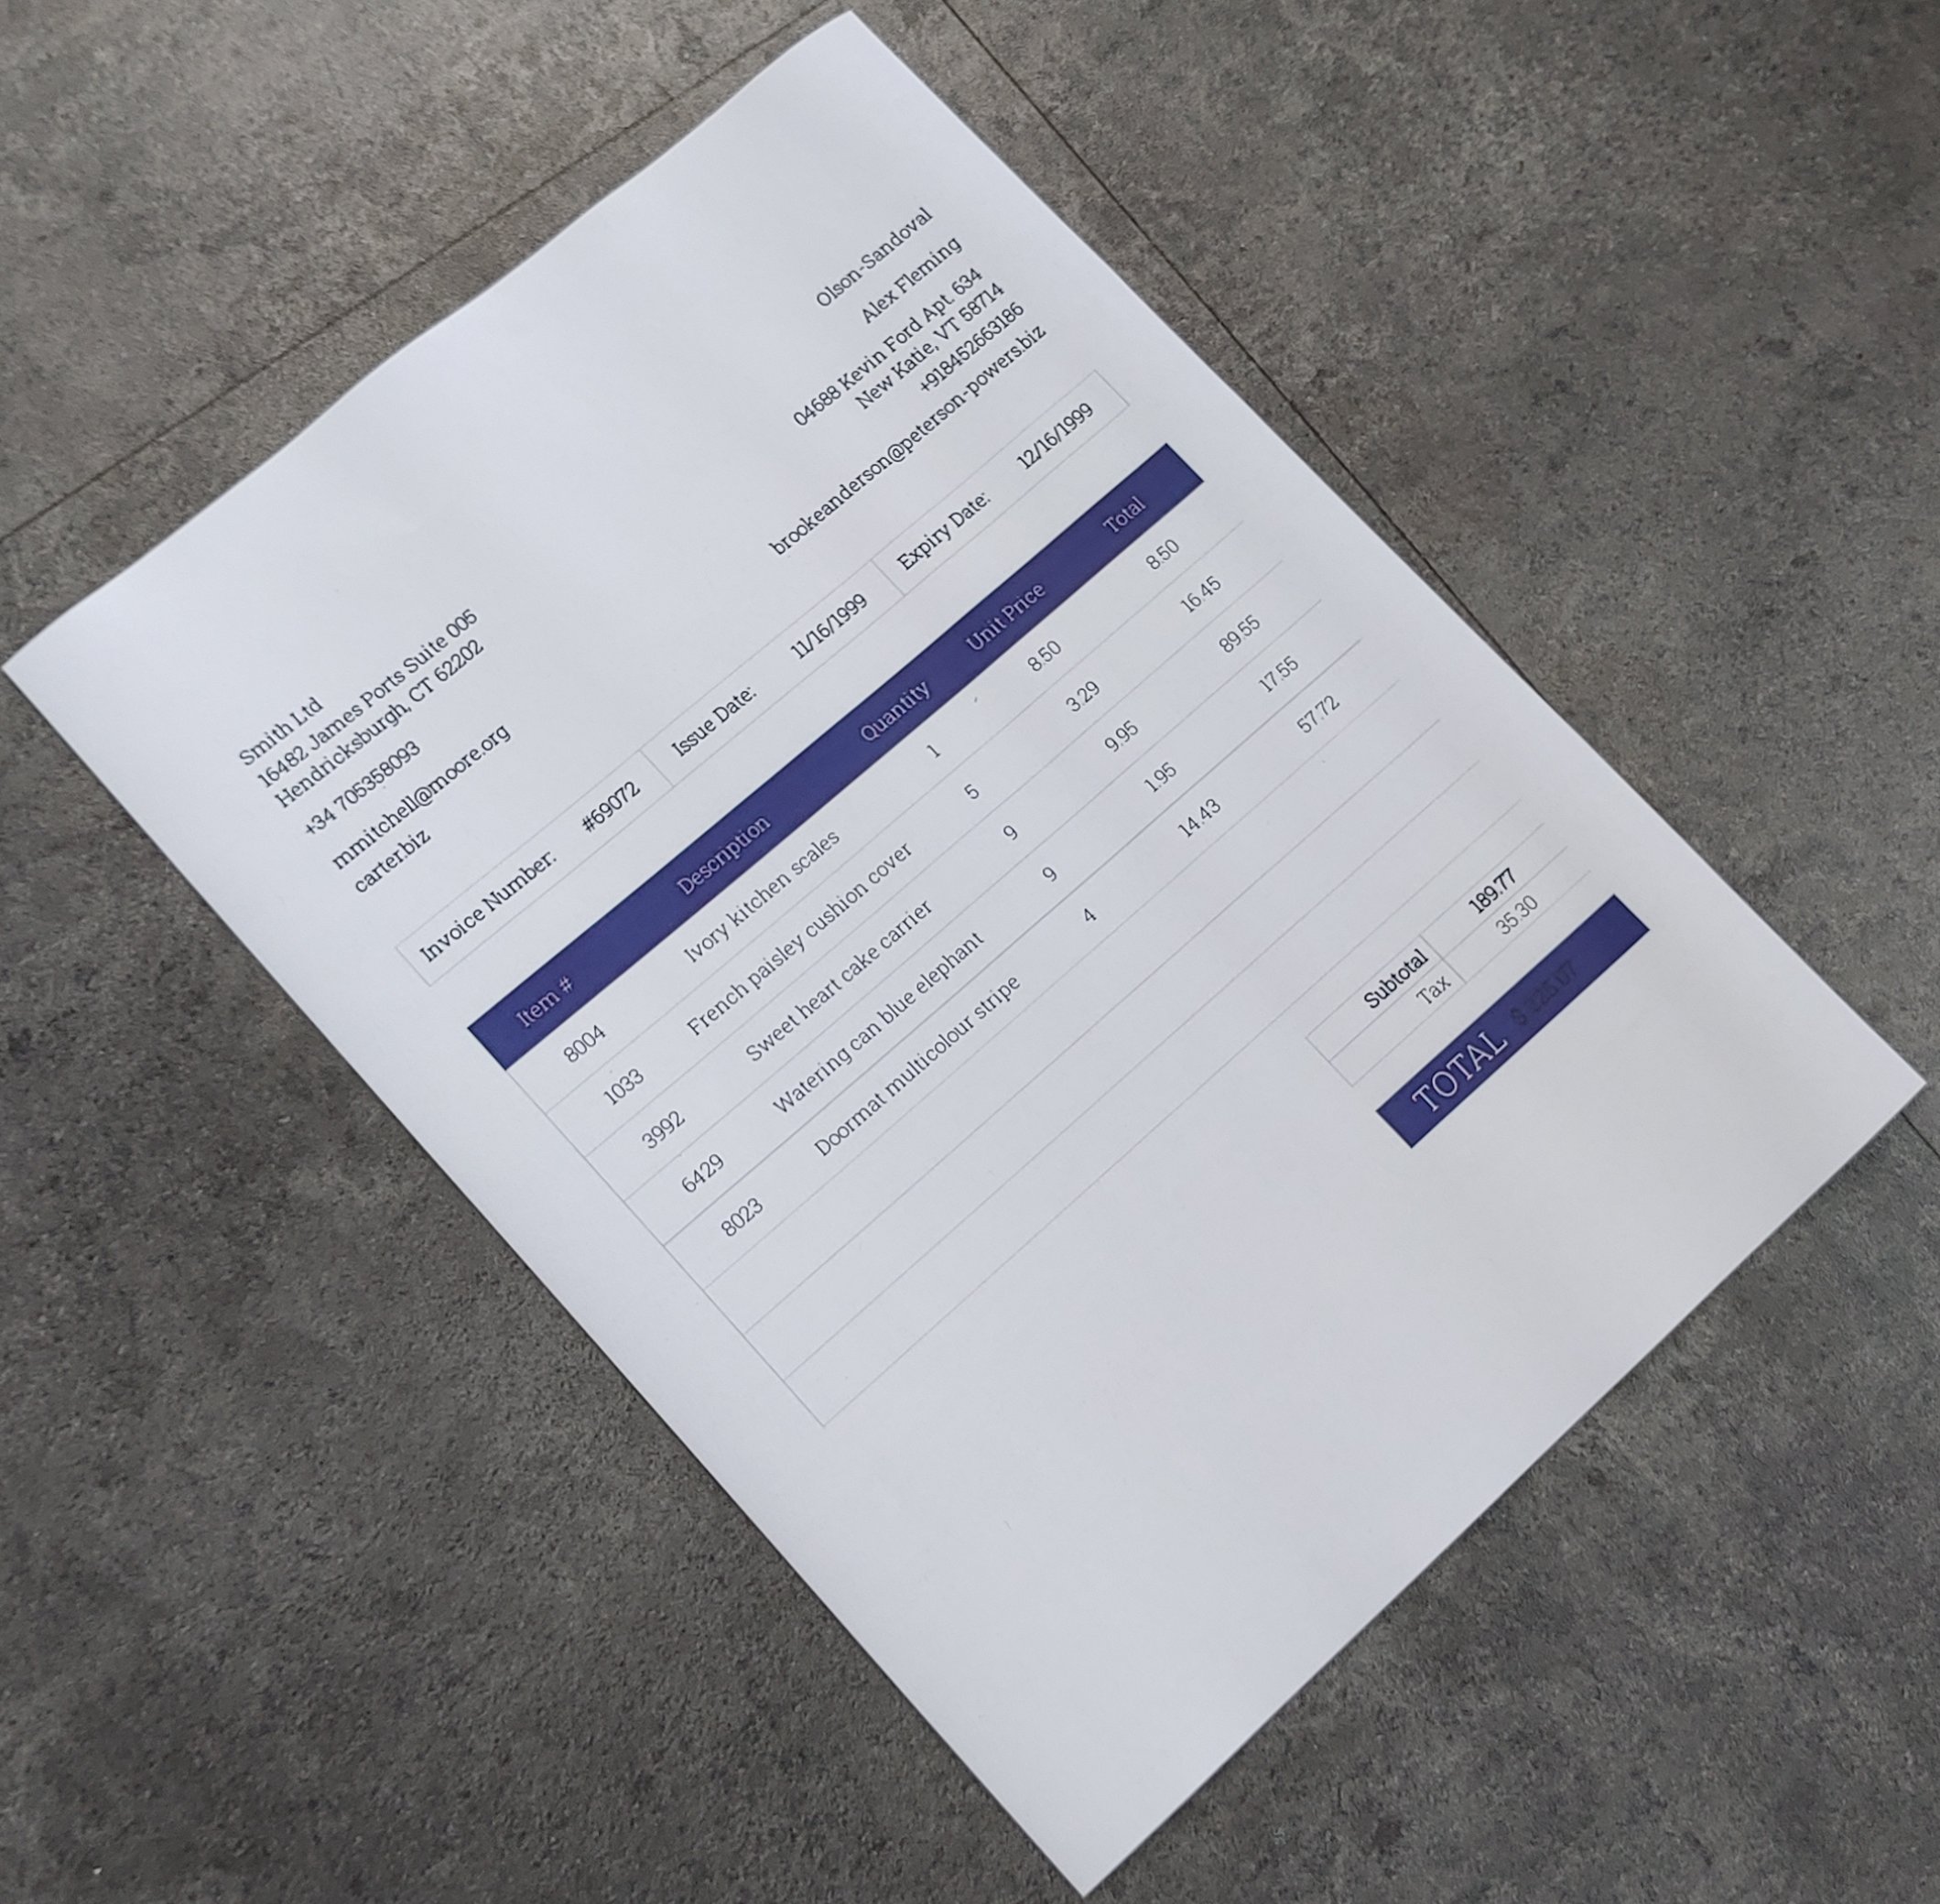 Smith Ltd
16482 James Ports Suite 005
Hendricksburgh, CT 62202
+34 705358093
mmitchell@moore.org
carter.biz
Olson-Sandoval
Alex Fleming
04688 Kevin Ford Apt. 634
New Katie, VT 58714
+918452663186
brookeanderson@peterson-powers.biz
Invoice Number: #69072 Issue Date: 11/16/1999 Expiry Date: 12/16/1999
Item # Description Quantity Unit Price Total
8004 Ivory kitchen scales 1 8.50 8.50
1033 French paisley cushion cover 5 3.29 16.45
3992 Sweet heart cake carrier 9 9.95 89.55
6429 Watering can blue elephant 9 1.95 17.55
8023 Doormat multicolour stripe 4 14.43 57.72
Subtotal 189.77
Tax 35.30
TOTAL $ 225.07